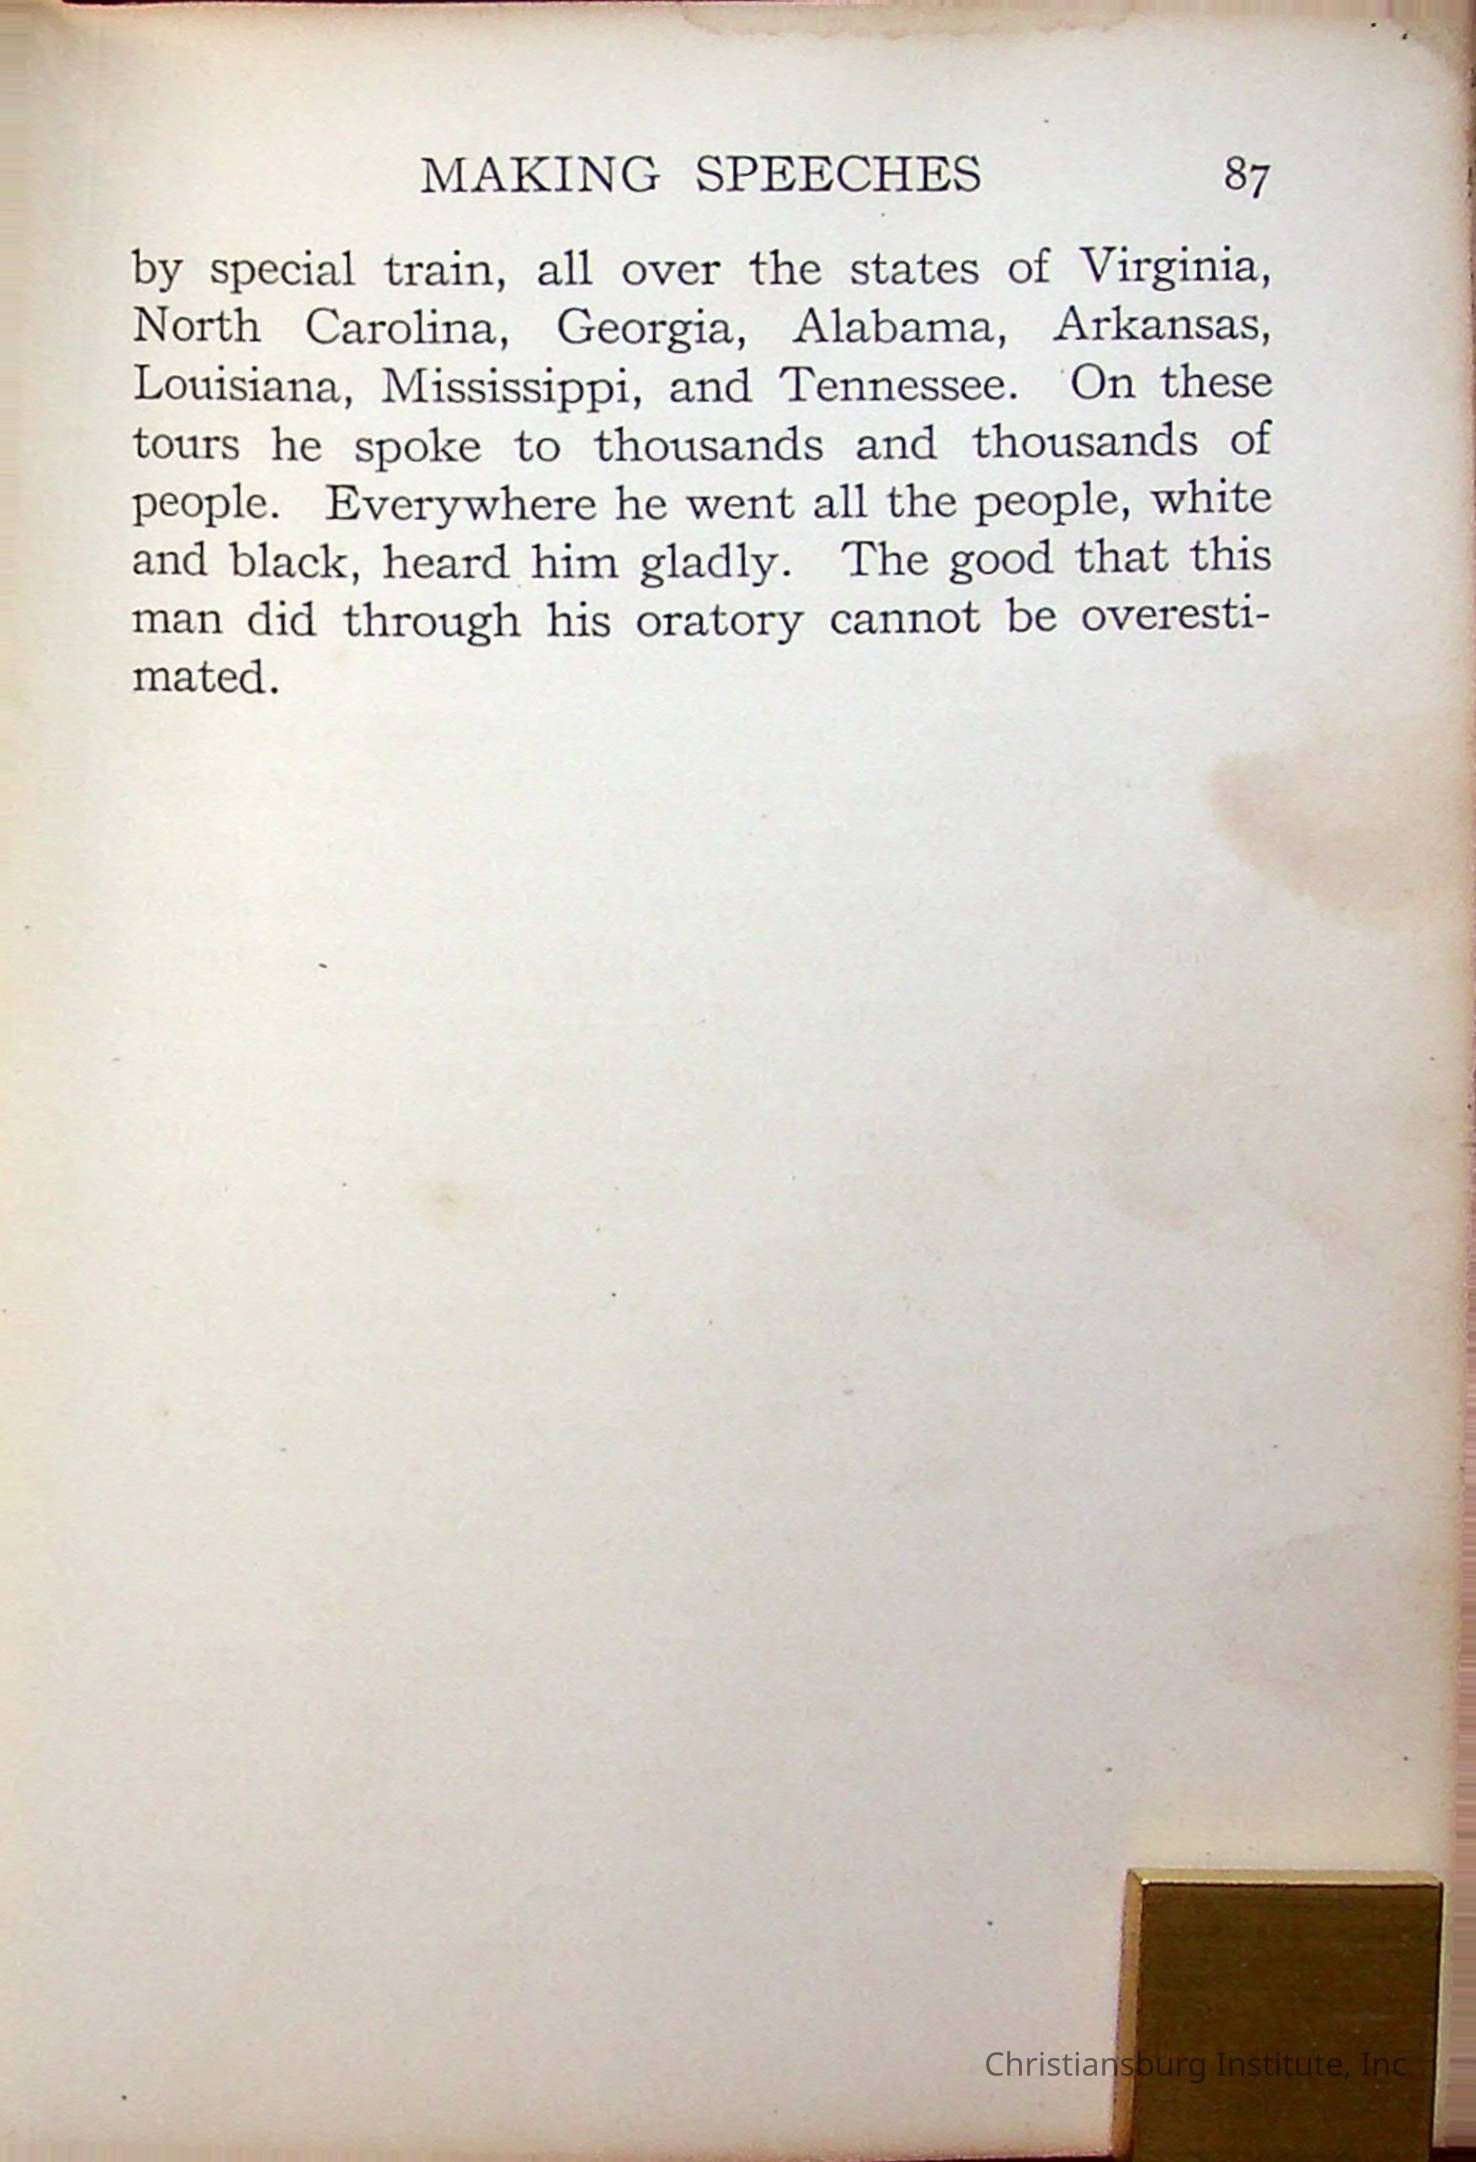 MAKING SPEECHES 87
by special train, all over the states of Virginia,
North Carolina, Georgia, Alabama, Arkansas,
Louisiana, Mississippi, and Tennessee. On these
tours he spoke to thousands and thousands of
people. Everywhere he went all the people, white
and black, heard him gladly. The good that this
man did through his oratory cannot be overesti-
mated.
Christiansburg Institute, Inc